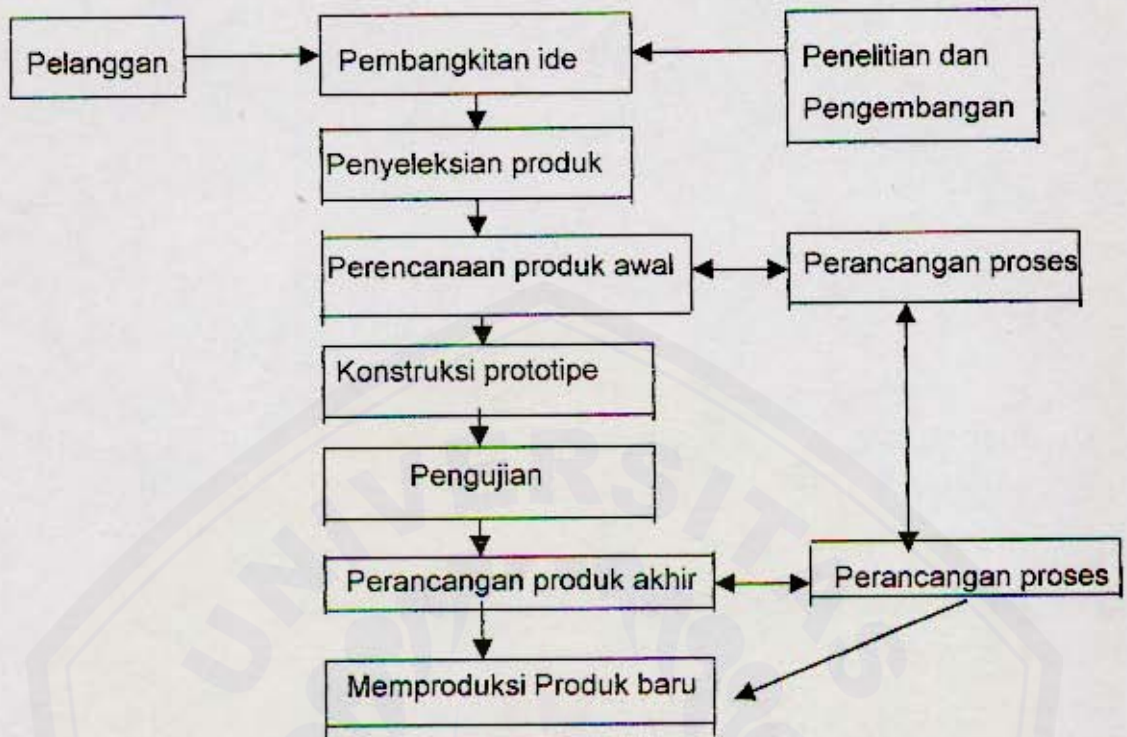 Pelanggan
Pembangkitan ide
Penelitian dan
Pengembangan
Penyeleksian produk
Perencanaan produk awal
Perancangan proses
Konstruksi prototipe
Pengujian
Perancangan produk akhir
Perancangan proses
Memproduksi Produk baru
UNIVERSITAS